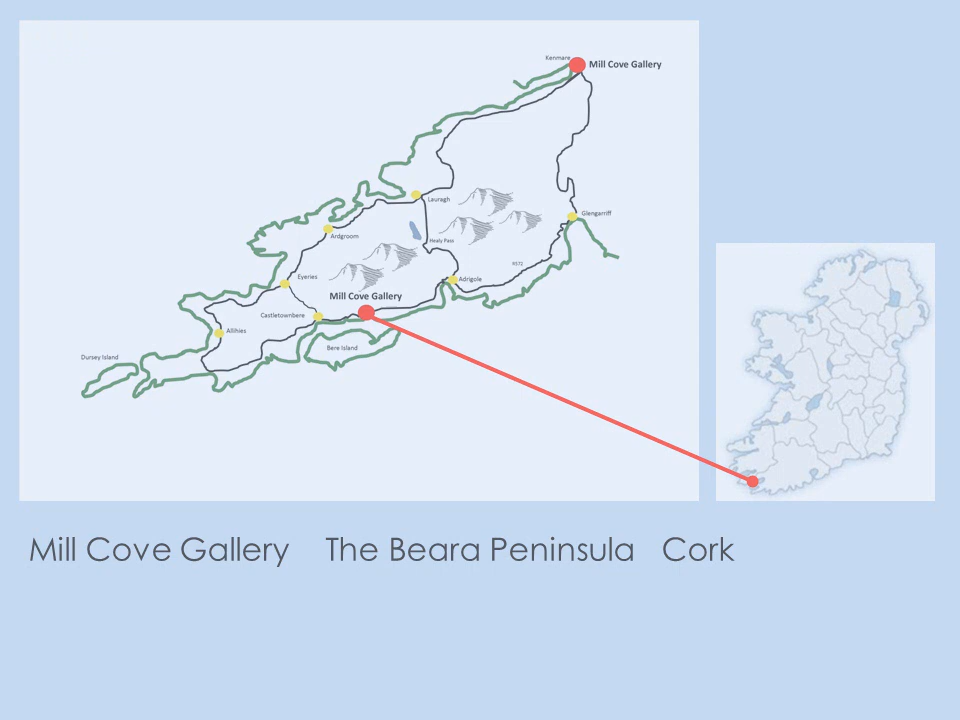 Kenmare
Mill Cove Gallery
Lauragh
Glengarriff
Ardgroom
Healy Pass
R572
Eyeries
Adrigole
Mill Cove Gallery
Castletownbere
Allihies
Bere Island
Dursey Island
Mill Cove Gallery The Beara Peninsula Cork